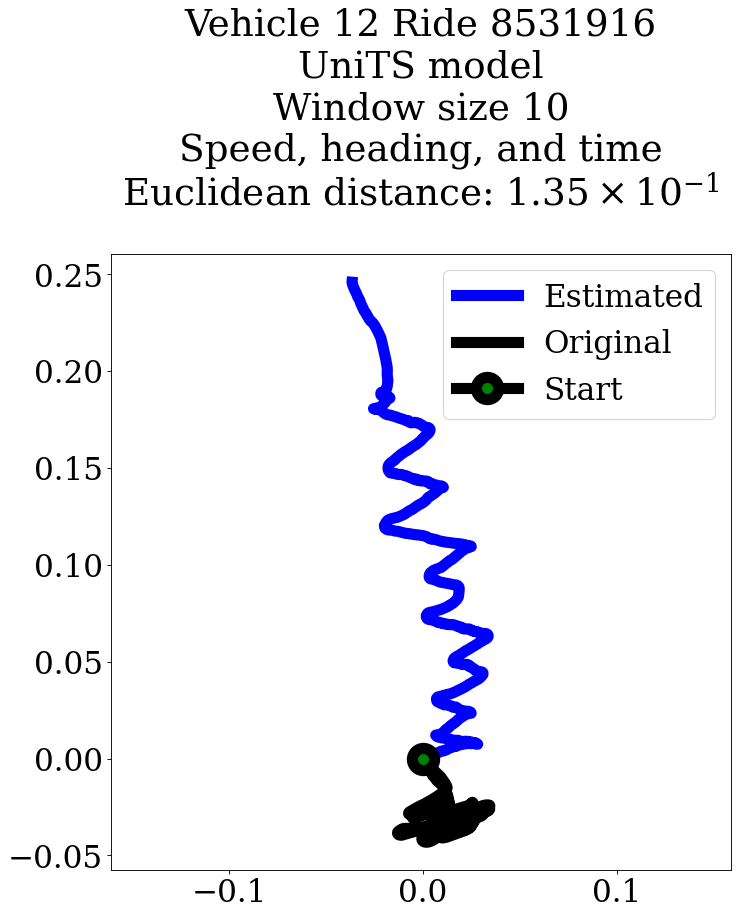 Vehicle 12 Ride 8531916
UniTS model
Window size 10
Speed, heading, and time
Euclidean distance: 1.35 × 10⁻¹
0.25
0.20
0.15
0.10
0.05
0.00
−0.05
Estimated
Original
Start
−0.1
0.0
0.1